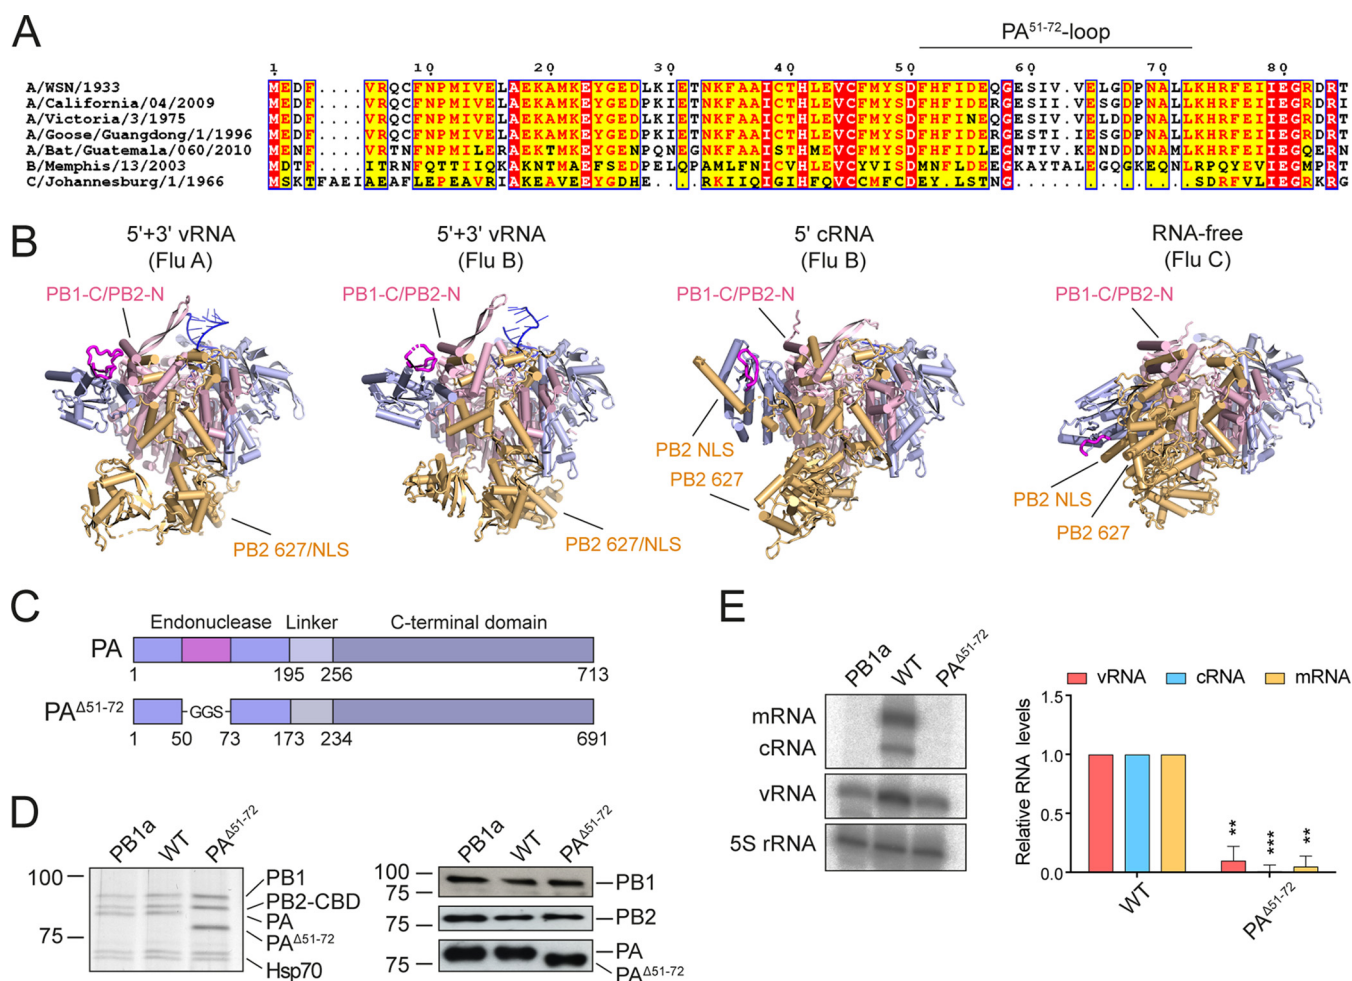 A
PA51-72-loop
1 10 20 30 40 50 60 70 80
A/WSN/1933 MEDF....VRQCFNPMIVELAEKAMKEYGEDLKIETNKFAAICTHLEVCFMYSDFHFIDEQGESIV.VELGDPNALLKHRFEIIEGRDRT
A/California/04/2009
A/Victoria/3/1975
A/Goose/Guangdong/1/1996
A/Bat/Guatemala/060/2010
B/Memphis/13/2003 MDTF....ITRNFQTTIIQKAKNTMAEFSEDPELQPAMLFNICVHLEVCYVISDMNFLDEEGKAYTALEGQGKEQNLRPQYEVIEGMPRT
C/Johannesburg/1/1966
B
5'+3' vRNA
(Flu A)
PB1-C/PB2-N
PB2 627/NLS
5'+3' vRNA
(Flu B)
PB1-C/PB2-N
PB2 627/NLS
5' cRNA
(Flu B)
PB1-C/PB2-N
PB2 NLS
PB2 627
RNA-free
(Flu C)
PB1-C/PB2-N
PB2 NLS
PB2 627
C
Endonuclease Linker C-terminal domain
PA
1 195 256 713
PAΔ51-72 GGS
1 50 73 173 234 691
D
PB1a WT PAΔ51-72
100
75
PB1
PB2-CBD
PA
PAΔ51-72
Hsp70
PB1a WT PAΔ51-72
100
75
PB1
75
PB2
75
PA
PAΔ51-72
E
PB1a WT PAΔ51-72
mRNA
cRNA
vRNA
5S rRNA
vRNA cRNA mRNA
Relative RNA levels
1.5
1.0
0.5
0.0
** *** **
WT PAΔ51-72